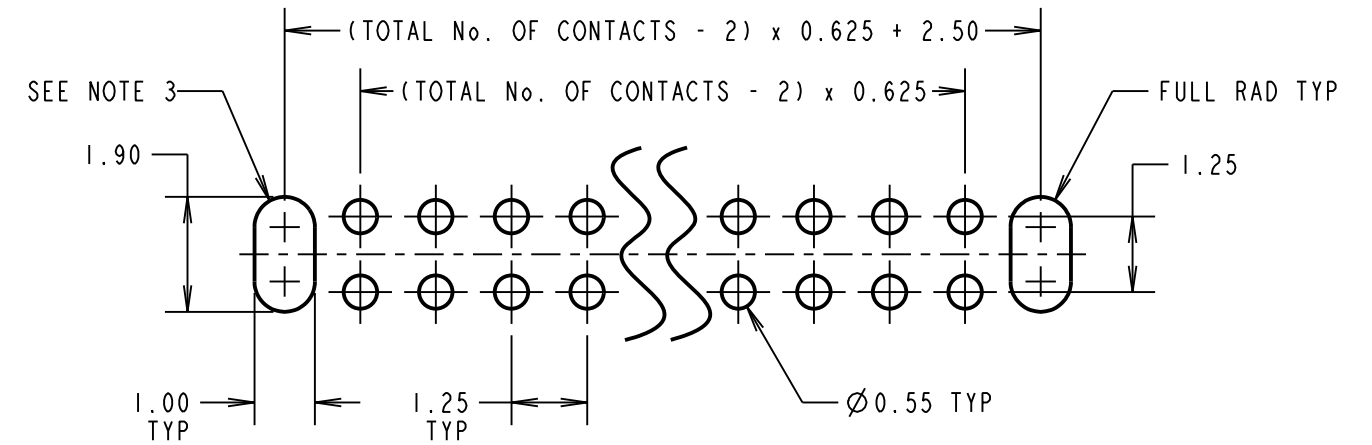 (TOTAL No. OF CONTACTS - 2) x 0.625 + 2.50
(TOTAL No. OF CONTACTS - 2) x 0.625
SEE NOTE 3
FULL RAD TYP
1.90
1.25
1.00
TYP
1.25
TYP
Ø0.55 TYP